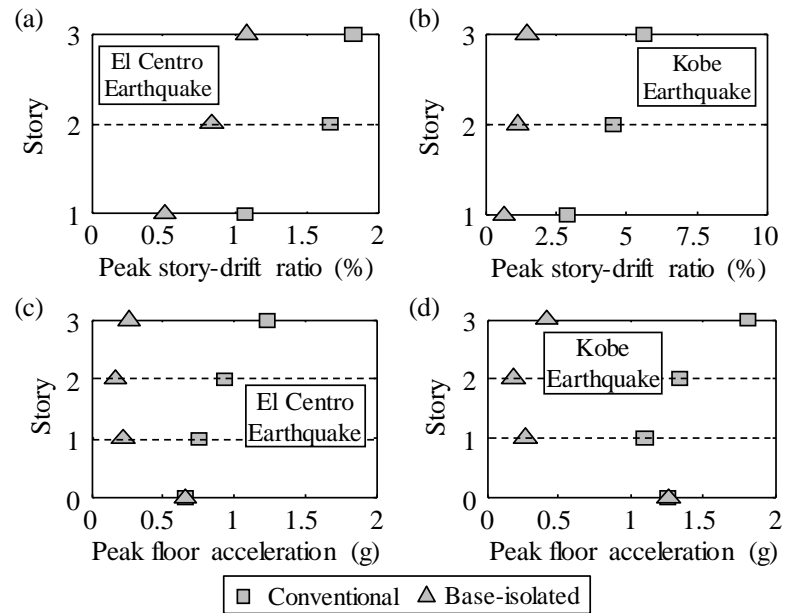 (a)
3
2
1
Story
El Centro
Earthquake
0 0.5 1 1.5 2
Peak story-drift ratio (%)
(b)
3
2
1
Story
Kobe
Earthquake
0 2.5 5 7.5 10
Peak story-drift ratio (%)
(c)
3
2
1
0
Story
El Centro
Earthquake
0 0.5 1 1.5 2
Peak floor acceleration (g)
(d)
3
2
1
0
Story
Kobe
Earthquake
0 0.5 1 1.5 2
Peak floor acceleration (g)
Conventional Base-isolated